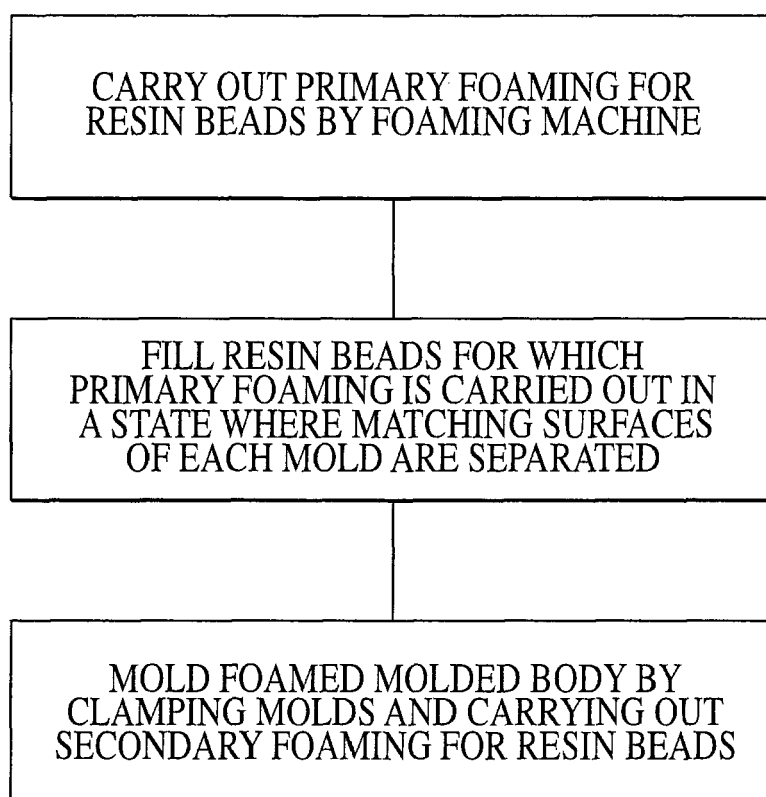 CARRY OUT PRIMARY FOAMING FOR
RESIN BEADS BY FOAMING MACHINE
FILL RESIN BEADS FOR WHICH
PRIMARY FOAMING IS CARRIED OUT IN
A STATE WHERE MATCHING SURFACES
OF EACH MOLD ARE SEPARATED
MOLD FOAMED MOLDED BODY BY
CLAMPING MOLDS AND CARRYING OUT
SECONDARY FOAMING FOR RESIN BEADS